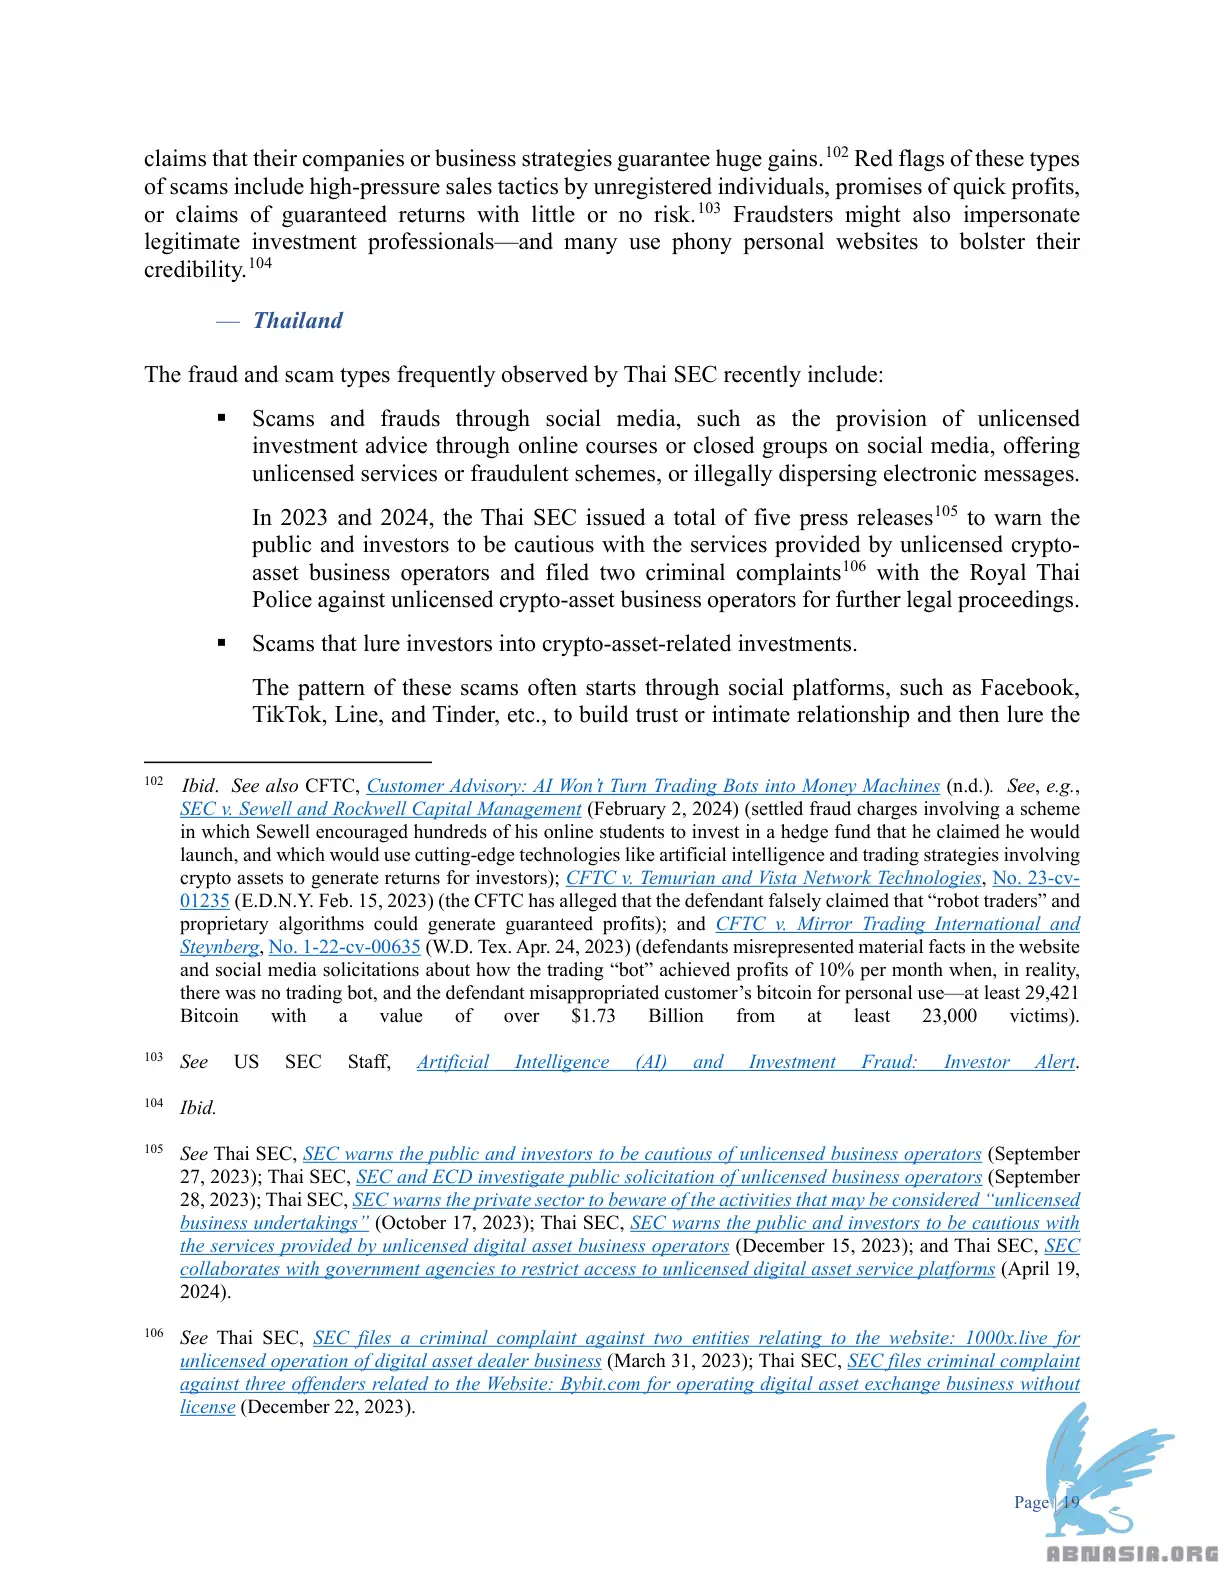 claims that their companies or business strategies guarantee huge gains.102 Red flags of these types
of scams include high-pressure sales tactics by unregistered individuals, promises of quick profits,
or claims of guaranteed returns with little or no risk.103 Fraudsters might also impersonate
legitimate investment professionals—and many use phony personal websites to bolster their
credibility.104
— Thailand
The fraud and scam types frequently observed by Thai SEC recently include:
▪ Scams and frauds through social media, such as the provision of unlicensed
investment advice through online courses or closed groups on social media, offering
unlicensed services or fraudulent schemes, or illegally dispersing electronic messages.
In 2023 and 2024, the Thai SEC issued a total of five press releases105 to warn the
public and investors to be cautious with the services provided by unlicensed crypto-
asset business operators and filed two criminal complaints106 with the Royal Thai
Police against unlicensed crypto-asset business operators for further legal proceedings.
▪ Scams that lure investors into crypto-asset-related investments.
The pattern of these scams often starts through social platforms, such as Facebook,
TikTok, Line, and Tinder, etc., to build trust or intimate relationship and then lure the
102 Ibid. See also CFTC, Customer Advisory: AI Won’t Turn Trading Bots into Money Machines (n.d.). See, e.g.,
SEC v. Sewell and Rockwell Capital Management (February 2, 2024) (settled fraud charges involving a scheme
in which Sewell encouraged hundreds of his online students to invest in a hedge fund that he claimed he would
launch, and which would use cutting-edge technologies like artificial intelligence and trading strategies involving
crypto assets to generate returns for investors); CFTC v. Temurian and Vista Network Technologies, No. 23-cv-
01235 (E.D.N.Y. Feb. 15, 2023) (the CFTC has alleged that the defendant falsely claimed that “robot traders” and
proprietary algorithms could generate guaranteed profits); and CFTC v. Mirror Trading International and
Steynberg, No. 1-22-cv-00635 (W.D. Tex. Apr. 24, 2023) (defendants misrepresented material facts in the website
and social media solicitations about how the trading “bot” achieved profits of 10% per month when, in reality,
there was no trading bot, and the defendant misappropriated customer’s bitcoin for personal use—at least 29,421
Bitcoin with a value of over $1.73 Billion from at least 23,000 victims).
103 See US SEC Staff, Artificial Intelligence (AI) and Investment Fraud: Investor Alert.
104 Ibid.
105 See Thai SEC, SEC warns the public and investors to be cautious of unlicensed business operators (September
27, 2023); Thai SEC, SEC and ECD investigate public solicitation of unlicensed business operators (September
28, 2023); Thai SEC, SEC warns the private sector to beware of the activities that may be considered “unlicensed
business undertakings” (October 17, 2023); Thai SEC, SEC warns the public and investors to be cautious with
the services provided by unlicensed digital asset business operators (December 15, 2023); and Thai SEC, SEC
collaborates with government agencies to restrict access to unlicensed digital asset service platforms (April 19,
2024).
106 See Thai SEC, SEC files a criminal complaint against two entities relating to the website: 1000x.live for
unlicensed operation of digital asset dealer business (March 31, 2023); Thai SEC, SEC files criminal complaint
against three offenders related to the Website: Bybit.com for operating digital asset exchange business without
license (December 22, 2023).
Page | 19
ABNASIA.ORG